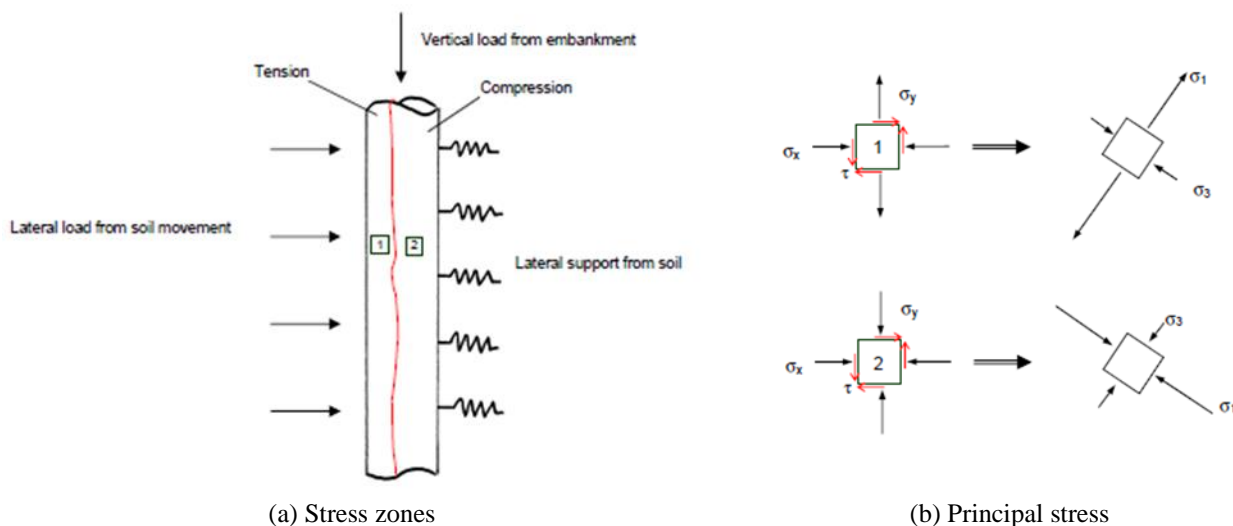 Vertical load from embankment
Tension
Compression
Lateral load from soil movement
1
2
Lateral support from soil
(a) Stress zones
σy
σ1
σx
1
τ
σ3
σy
σ3
σx
2
τ
σ1
(b) Principal stress